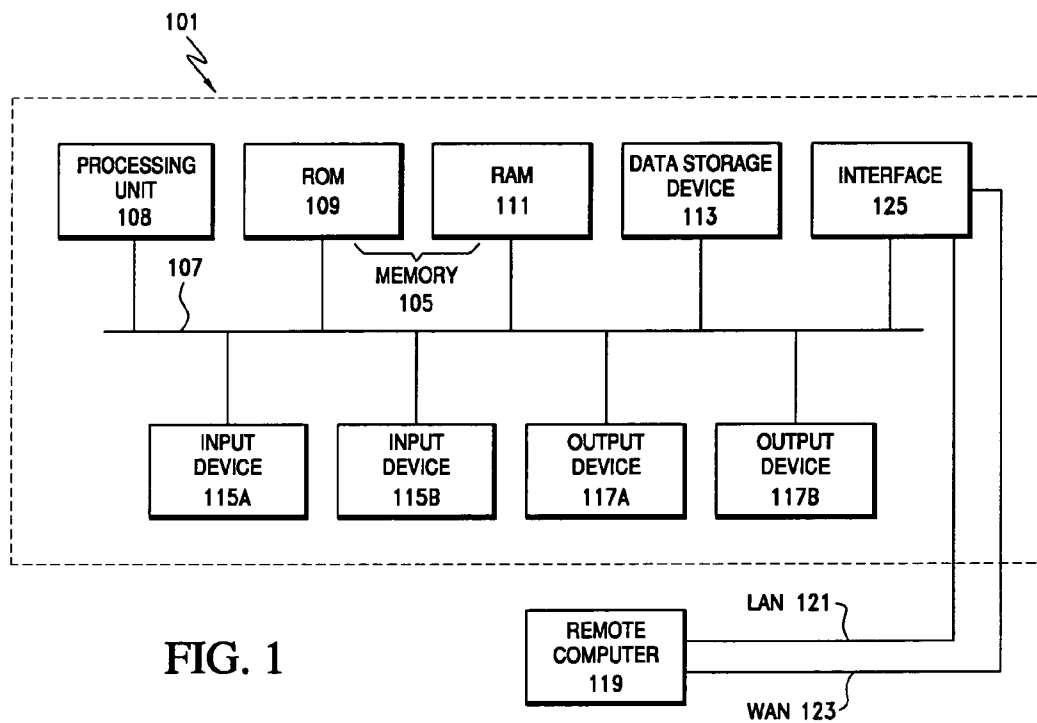 101
PROCESSING
UNIT
108
ROM
109
RAM
111
DATA STORAGE
DEVICE
113
INTERFACE
125
MEMORY
105
107
INPUT
DEVICE
115A
INPUT
DEVICE
115B
OUTPUT
DEVICE
117A
OUTPUT
DEVICE
117B
LAN 121
REMOTE
COMPUTER
119
WAN 123
FIG. 1